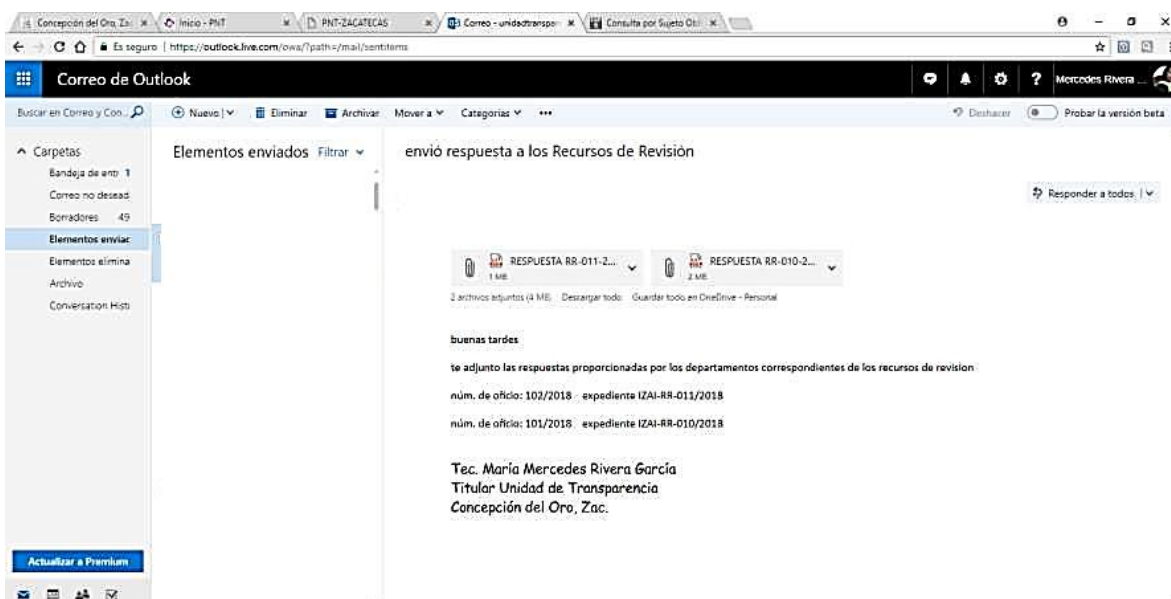 Concepción del Oro, Za
Inicio - PNT
PNT-ZACATECAS
Correo - unidadtranspar
Consulta por Sujeto Obli
Es seguro | https://outlook.live.com/owa/?path=/mail/sentitems
Correo de Outlook
Mercedes Rivera ...
Buscar en Correo y Con...
Nuevo
Eliminar
Archivar
Mover a
Categorías
Deshacer
Probar la versión beta
Carpetas
Bandeja de entr 1
Correo no desead
Borradores 49
Elementos enviac
Elementos elimina
Archivo
Conversation Hist
Elementos enviados Filtrar
envió respuesta a los Recursos de Revisión
Responder a todos
RESPUESTA RR-011-2...
1 MB
RESPUESTA RR-010-2...
2 MB
2 archivos adjuntos (4 MB) Descargar todo Guardar todo en OneDrive - Personal
buenas tardes
te adjunto las respuestas proporcionadas por los departamentos correspondientes de los recursos de revision
núm. de oficio: 102/2018 expediente IZAI-RR-011/2018
núm. de oficio: 101/2018 expediente IZAI-RR-010/2018
Tec. María Mercedes Rivera García
Titular Unidad de Transparencia
Concepción del Oro, Zac.
Actualizar a Premium